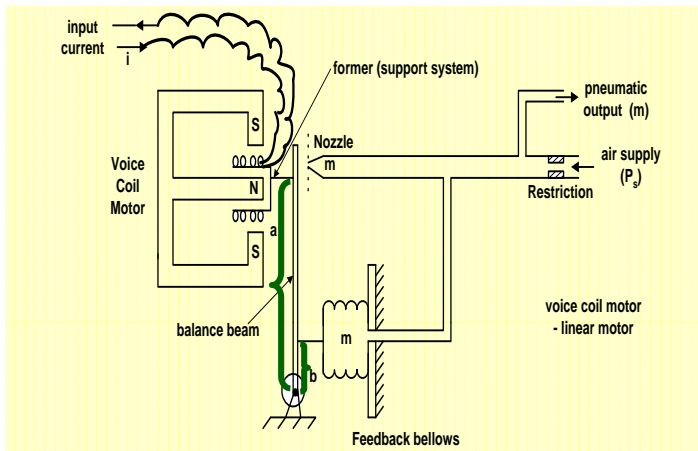 input
current
i
former (support system)
pneumatic
output (m)
S
Nozzle
m
air supply
(Ps)
Voice
Coil
Motor
N
Restriction
a
S
balance beam
m
voice coil motor
- linear motor
b
Feedback bellows